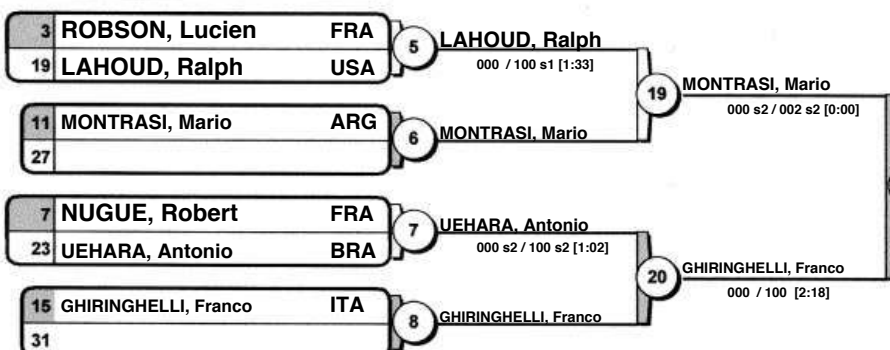 3 ROBSON, Lucien FRA
19 LAHOUD, Ralph USA
5
LAHOUD, Ralph
000 / 100 s1 [1:33]
11 MONTRASI, Mario ARG
27
6
MONTRASI, Mario
19
MONTRASI, Mario
000 s2 / 002 s2 [0:00]
7 NUGUE, Robert FRA
23 UEHARA, Antonio BRA
7
UEHARA, Antonio
000 s2 / 100 s2 [1:02]
15 GHIRINGHELLI, Franco ITA
31
8
GHIRINGHELLI, Franco
20
GHIRINGHELLI, Franco
000 / 100 [2:18]